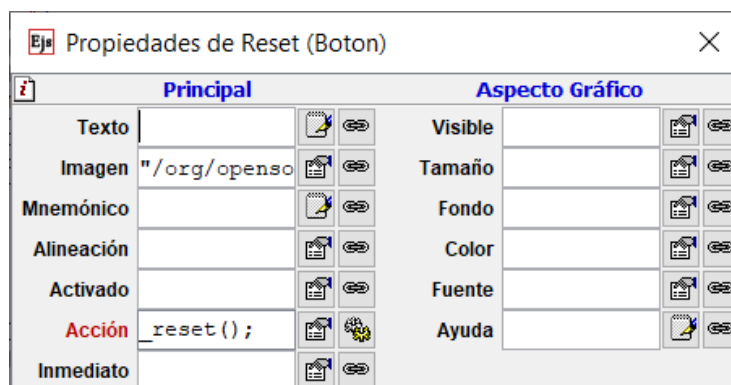 Ejs Propiedades de Reset (Boton)
Principal Aspecto Gráfico
Texto Visible
Imagen "/org/openso Tamaño
Mnemónico Fondo
Alineación Color
Activado Fuente
Acción _reset(); Ayuda
Inmediato